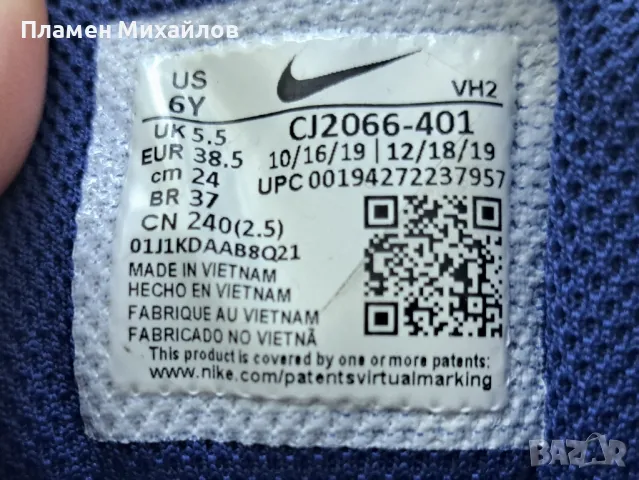 Пламен Михайлов
US
6Y
VH2
UK 5.5
CJ2066-401
EUR 38.5
10/16/19 | 12/18/19
cm 24
UPC 00194272237957
BR 37
CN 240(2.5)
01J1KDAAB8Q21
MADE IN VIETNAM
HECHO EN VIETNAM
FABRIQUE AU VIETNAM
FABRICADO NO VIETNÃ
This product is covered by one or more patents:
www.nike.com/patentsvirtualmarking
BAZAR